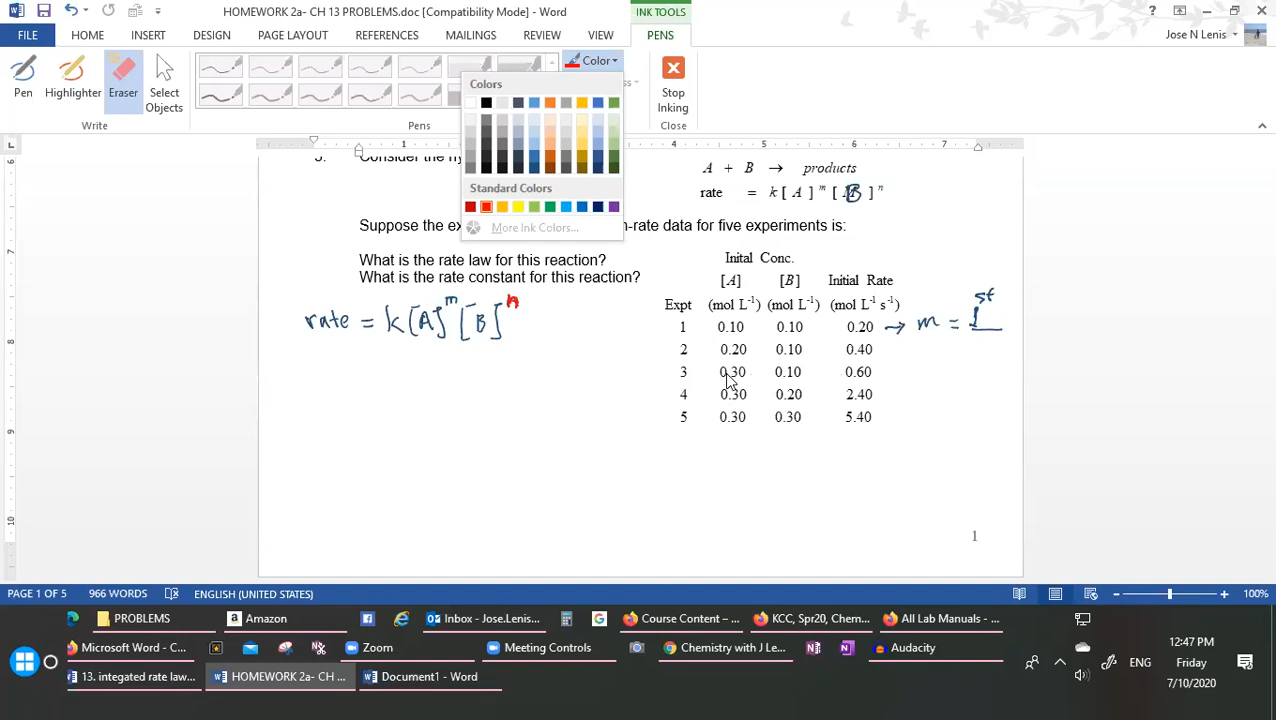 HOMEWORK 2a- CH 13 PROBLEMS.doc [Compatibility Mode] - Word
INK TOOLS
FILE HOME INSERT DESIGN PAGE LAYOUT REFERENCES MAILINGS REVIEW VIEW PENS
Jose N Lenis
Pen Highlighter Eraser Select Objects
Color
Stop Inking
Write Pens Close
Colors
Standard Colors
More Ink Colors...
1 4 5 6 7
A + B → products
rate = k [ A ] m [ B ] n
Suppose the ex
n-rate data for five experiments is:
What is the rate law for this reaction?
What is the rate constant for this reaction?
rate = k[A]^m [B]^n
Inital Conc.
[A] [B] Initial Rate
Expt (mol L-1) (mol L-1) (mol L-1 s-1)
1 0.10 0.10 0.20 → m = 1st
2 0.20 0.10 0.40
3 0.30 0.10 0.60
4 0.30 0.20 2.40
5 0.30 0.30 5.40
1
PAGE 1 OF 5 966 WORDS ENGLISH (UNITED STATES) 100%
PROBLEMS Amazon Inbox - Jose.Lenis... Course Content – ... KCC, Spr20, Chem... All Lab Manuals - ...
Microsoft Word - C... Zoom Meeting Controls Chemistry with J Le... Audacity
13. integated rate law... HOMEWORK 2a- CH ... Document1 - Word
ENG
12:47 PM
Friday
7/10/2020